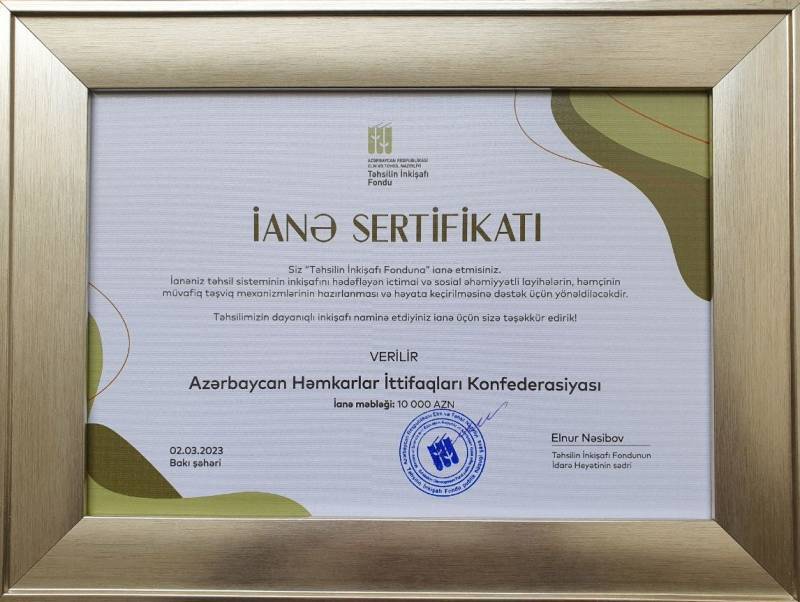 AZƏRBAYCAN RESPUBLİKASI
ELM VƏ TƏHSİL NAZİRLİYİ
Təhsilin İnkişafı
Fondu
İANƏ SERTİFİKATI
Siz "Təhsilin İnkişafı Fonduna" ianə etmisiniz.
İanəniz təhsil sisteminin inkişafını hədəfləyən ictimai və sosial əhəmiyyətli layihələrin, həmçinin
müvafiq təşviq mexanizmlərinin hazırlanması və həyata keçirilməsinə dəstək üçün yönəldiləcəkdir.
Təhsilimizin dayanıqlı inkişafı naminə etdiyiniz ianə üçün sizə təşəkkür edirik!
VERİLİR
Azərbaycan Həmkarlar İttifaqları Konfederasiyası
İanə məbləği: 10 000 AZN
02.03.2023
Bakı şəhəri
Elnur Nəsibov
Təhsilin İnkişafı Fondunun
İdarə Heyətinin sədri